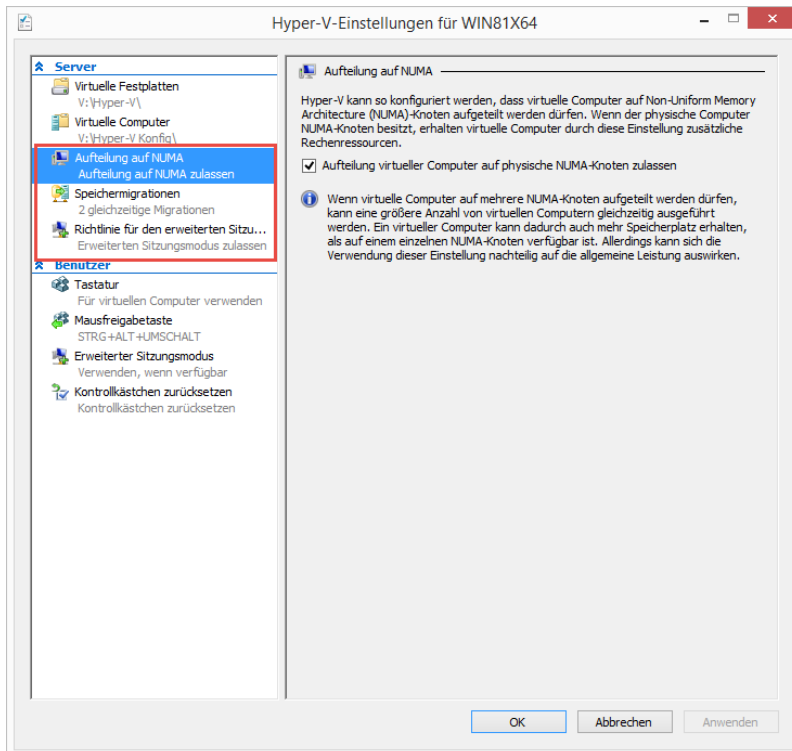 Hyper-V-Einstellungen für WIN81X64
Server
Virtuelle Festplatten
V:\Hyper-V\
Virtuelle Computer
V:\Hyper-V Konfig\
Aufteilung auf NUMA
Aufteilung auf NUMA zulassen
Speichermigrationen
2 gleichzeitige Migrationen
Richtlinie für den erweiterten Sitzu...
Erweiterten Sitzungsmodus zulassen
Benutzer
Tastatur
Für virtuellen Computer verwenden
Mausfreigabetaste
STRG+ALT+UMSCHALT
Erweiterter Sitzungsmodus
Verwenden, wenn verfügbar
Kontrollkästchen zurücksetzen
Kontrollkästchen zurücksetzen
Aufteilung auf NUMA
Hyper-V kann so konfiguriert werden, dass virtuelle Computer auf Non-Uniform Memory
Architecture (NUMA)-Knoten aufgeteilt werden dürfen. Wenn der physische Computer
NUMA-Knoten besitzt, erhalten virtuelle Computer durch diese Einstellung zusätzliche
Rechenressourcen.
Aufteilung virtueller Computer auf physische NUMA-Knoten zulassen
Wenn virtuelle Computer auf mehrere NUMA-Knoten aufgeteilt werden dürfen,
kann eine größere Anzahl von virtuellen Computern gleichzeitig ausgeführt
werden. Ein virtueller Computer kann dadurch auch mehr Speicherplatz erhalten,
als auf einem einzelnen NUMA-Knoten verfügbar ist. Allerdings kann sich die
Verwendung dieser Einstellung nachteilig auf die allgemeine Leistung auswirken.
OK
Abbrechen
Anwenden